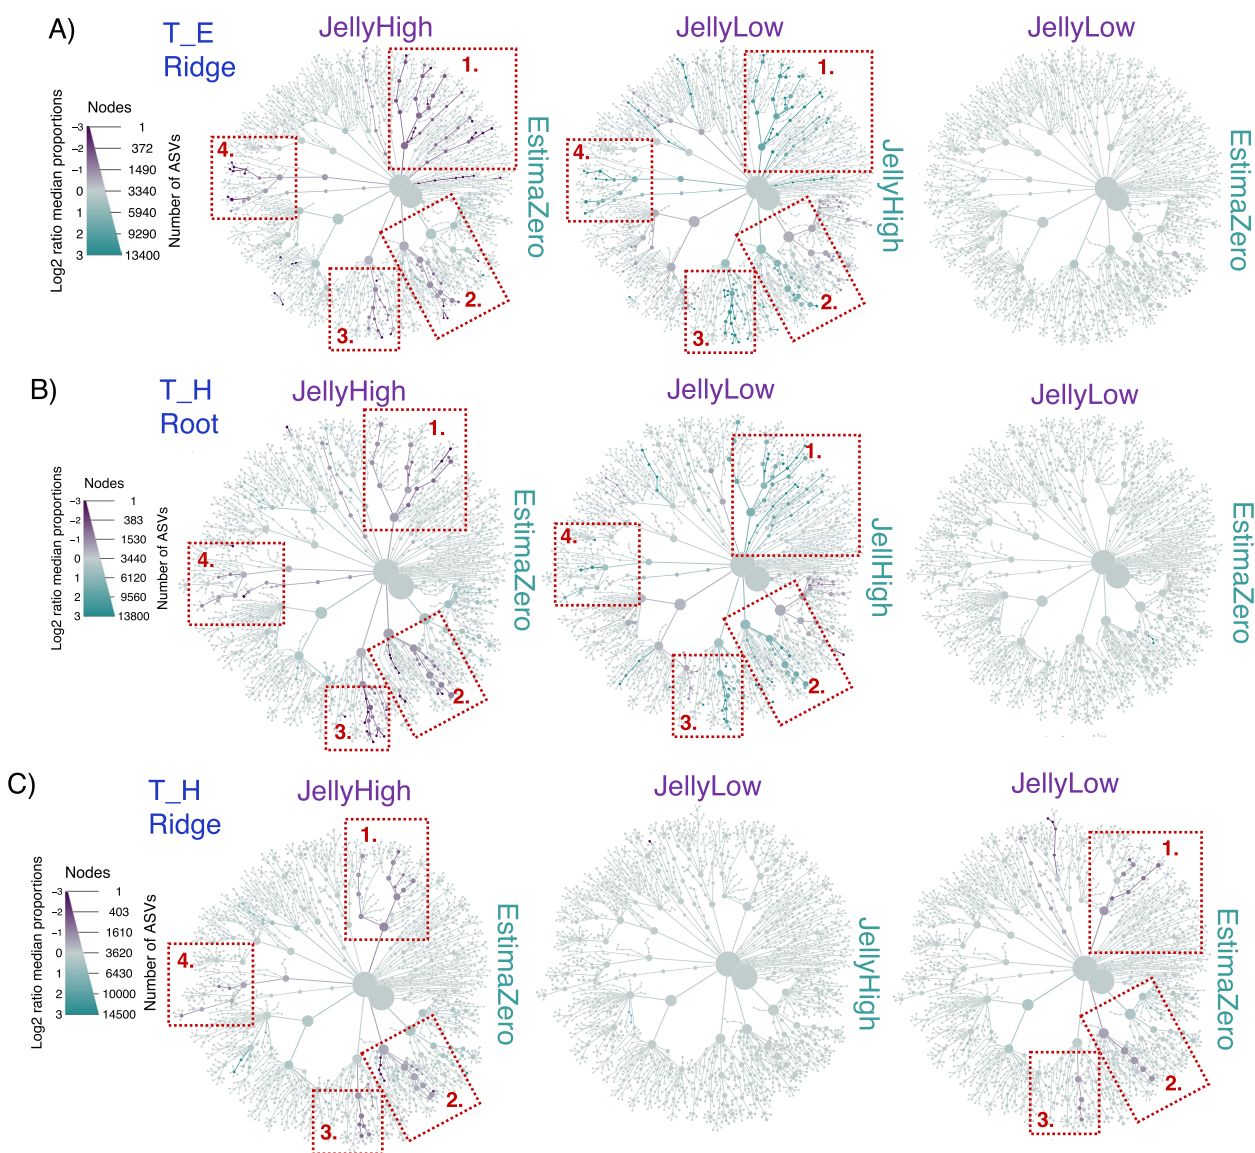 A)
T_E
Ridge
JellyHigh
JellyLow
JellyLow
EstimaZero
JellyHigh
EstimaZero
Nodes
Log2 ratio median proportions
Number of ASVs
−3 1
−2 372
−1 1490
0 3340
1 5940
2 9290
3 13400
1.
2.
3.
4.
1.
2.
3.
4.
B)
T_H
Root
JellyHigh
JellyLow
JellyLow
EstimaZero
JellHigh
EstimaZero
Nodes
Log2 ratio median proportions
Number of ASVs
−3 1
−2 383
−1 1530
0 3440
1 6120
2 9560
3 13800
1.
2.
3.
4.
1.
2.
3.
4.
C)
T_H
Ridge
JellyHigh
JellyLow
JellyLow
EstimaZero
JellyHigh
EstimaZero
Nodes
Log2 ratio median proportions
Number of ASVs
−3 1
−2 403
−1 1610
0 3620
1 6430
2 10000
3 14500
1.
2.
3.
4.
1.
2.
3.